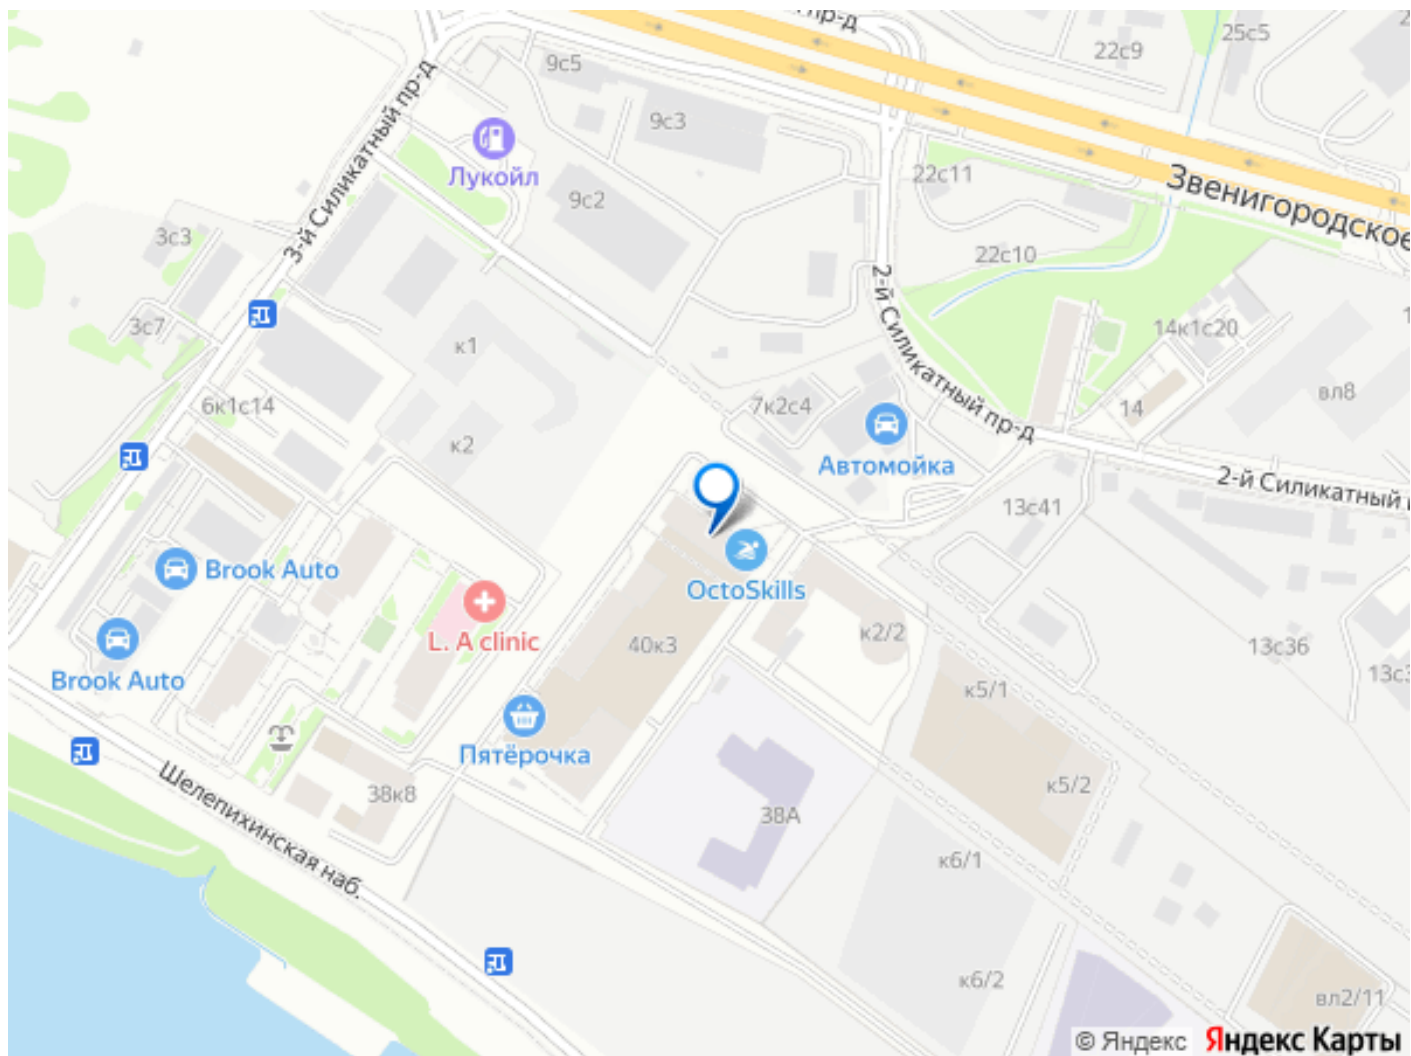 пр-д
25с5
22с9
9с5
9с3
3-й Силикатный пр-д
Лукойл
22с11
Звенигородское
9с2
3с3
22с10
2-й Силикатный пр-д
3с7
14к1с20
к1
вл8
6к1с14
7к2с4
14
к2
Автомойка
2-й Силикатный
13с41
Brook Auto
OctoSkills
L. A clinic
40к3
к2/2
13с36
13с3
Brook Auto
к5/1
Пятёрочка
к5/2
38к8
38А
Шелепихинская наб.
к6/1
к6/2
вл2/11
© Яндекс Яндекс Карты